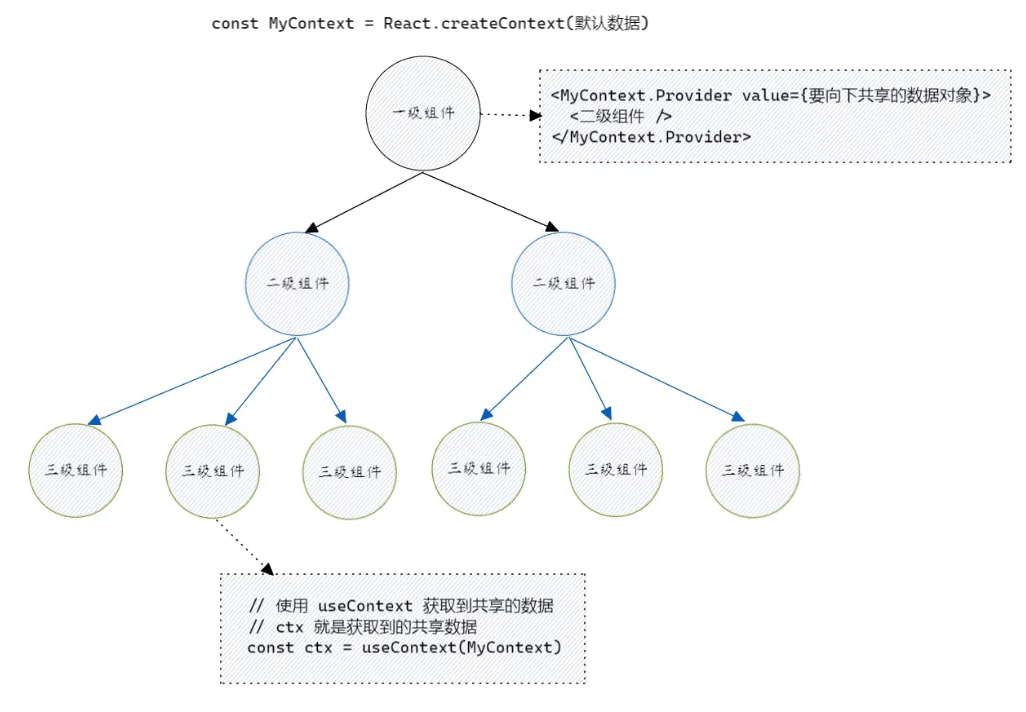 const MyContext = React.createContext(默认数据)
一级组件
<MyContext.Provider value={要向下共享的数据对象}>
<二级组件 />
</MyContext.Provider>
二级组件
二级组件
三级组件
三级组件
三级组件
三级组件
三级组件
三级组件
// 使用 useContext 获取到共享的数据
// ctx 就是获取到的共享数据
const ctx = useContext(MyContext)